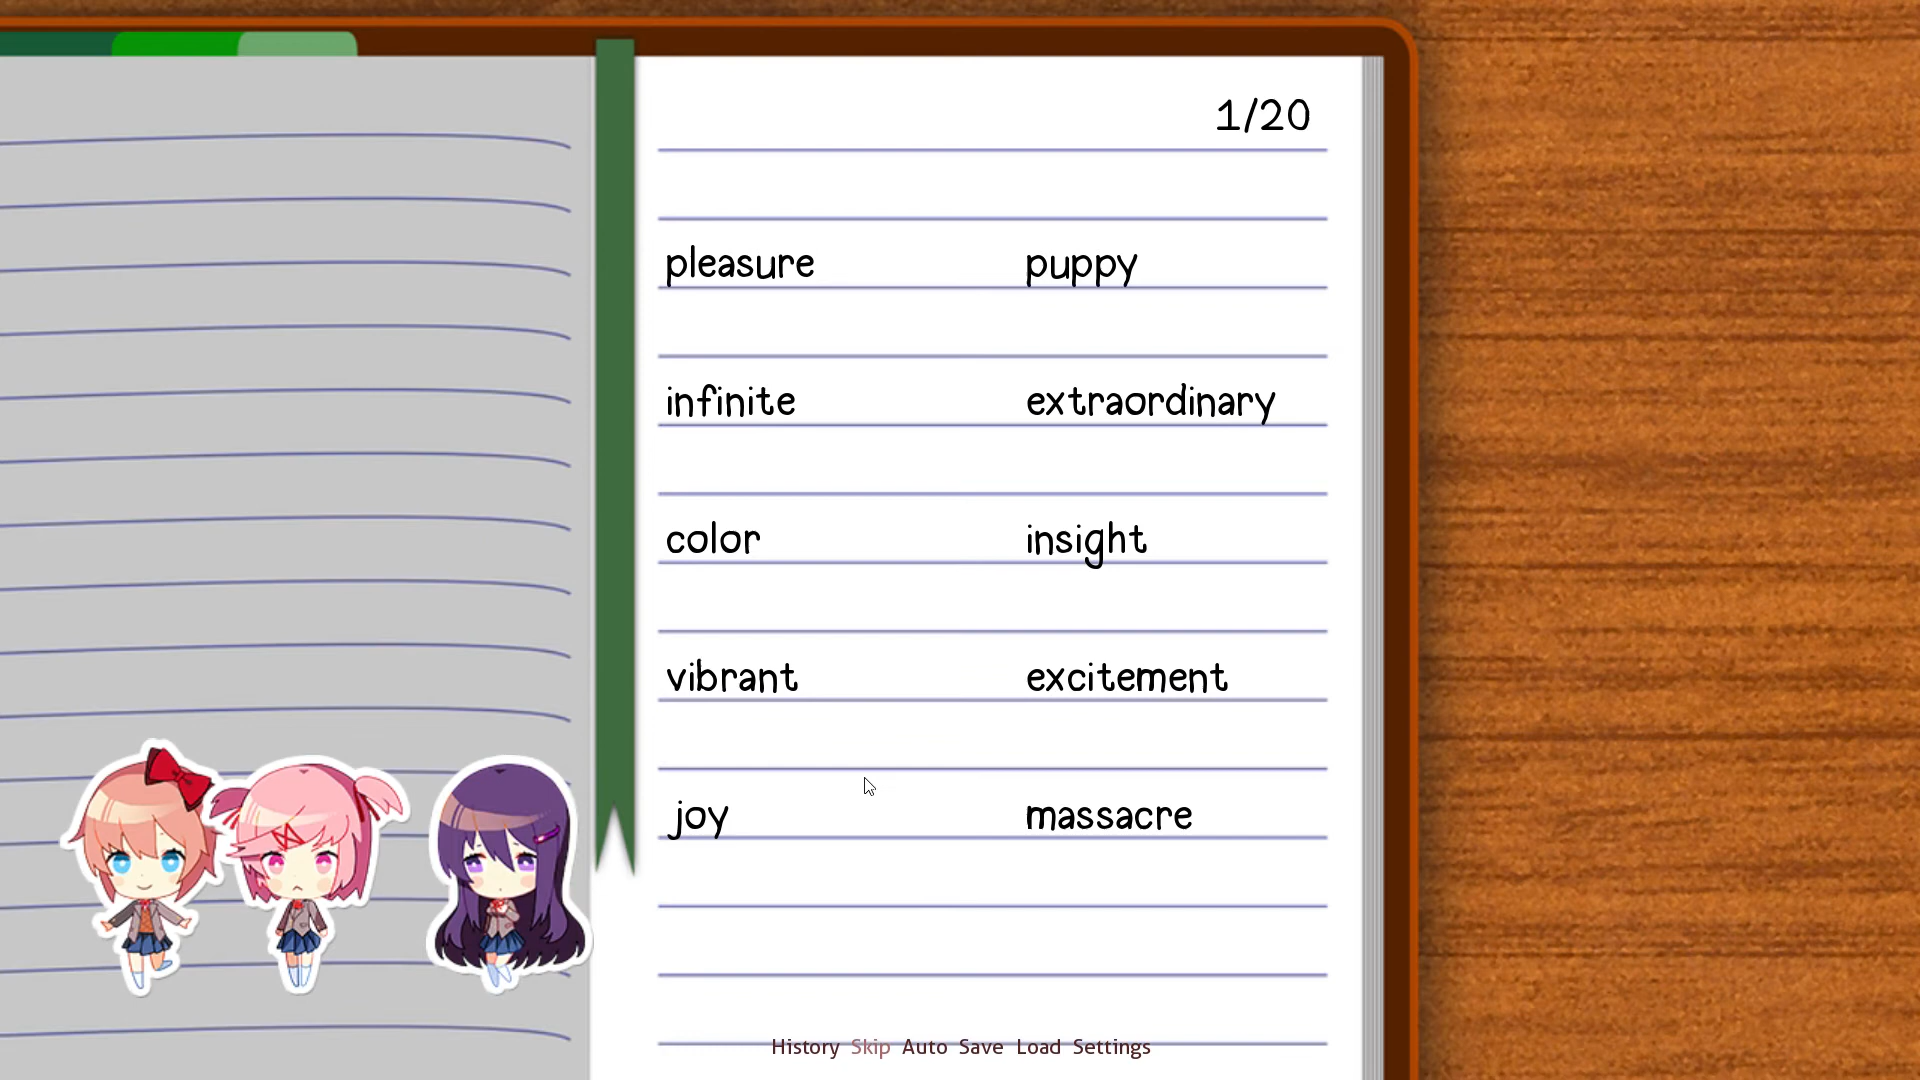 1/20
pleasure puppy
infinite extraordinary
color insight
vibrant excitement
joy massacre
History Skip Auto Save Load Settings